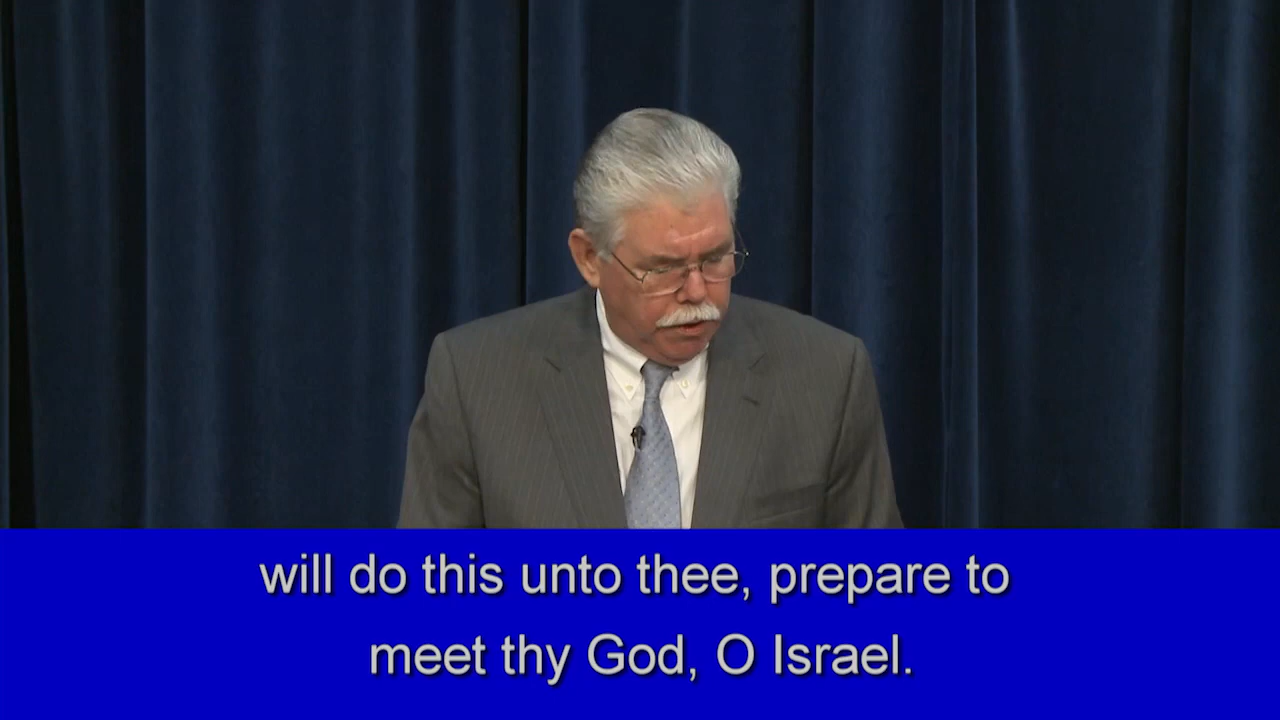 will do this unto thee, prepare to
meet thy God, O Israel.